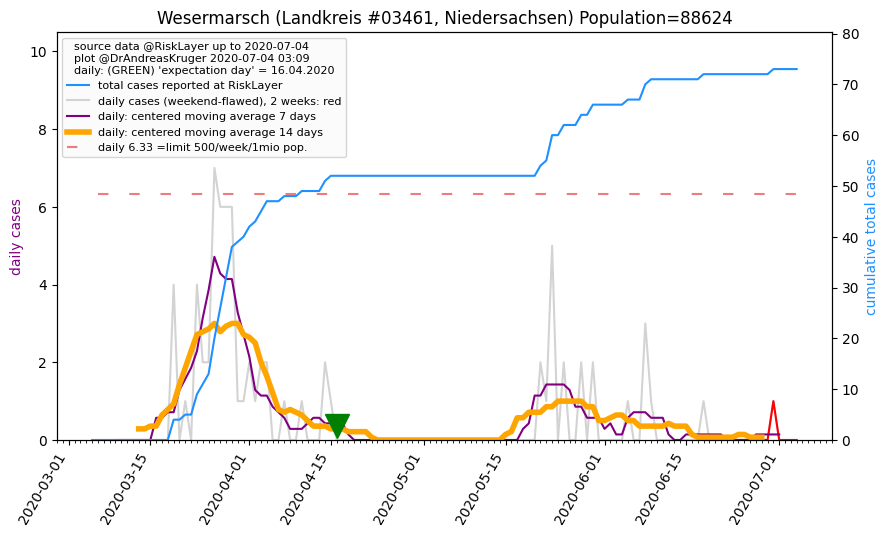 Wesermarsch (Landkreis #03461, Niedersachsen) Population=88624
source data @RiskLayer up to 2020-07-04
plot @DrAndreasKruger 2020-07-04 03:09
daily: (GREEN) 'expectation day' = 16.04.2020
total cases reported at RiskLayer
daily cases (weekend-flawed), 2 weeks: red
daily: centered moving average 7 days
daily: centered moving average 14 days
daily 6.33 =limit 500/week/1mio pop.
daily cases
10
8
6
4
2
0
80
70
60
50
40
30
20
10
0
cumulative total cases
2020-03-01
2020-03-15
2020-04-01
2020-04-15
2020-05-01
2020-05-15
2020-06-01
2020-06-15
2020-07-01